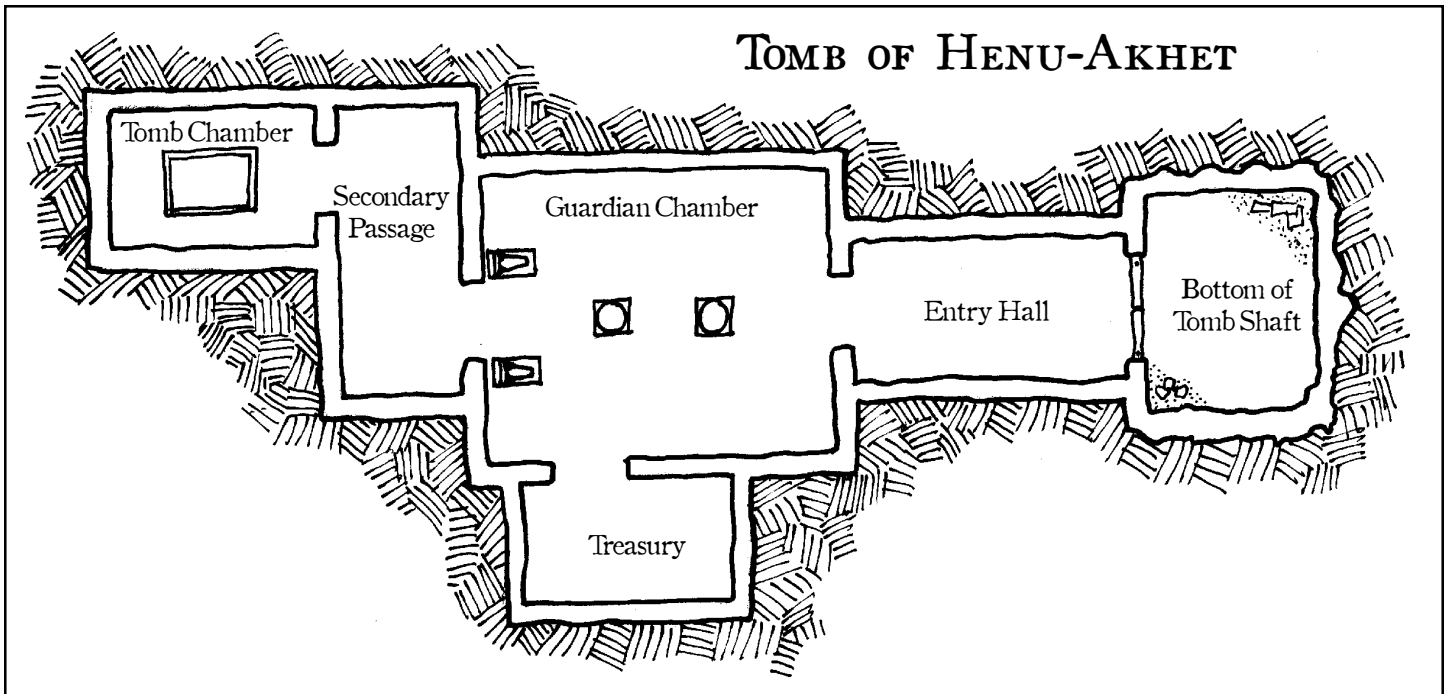 Tomb of Henu-Akhet
Tomb Chamber
Secondary
Passage
Guardian Chamber
Entry Hall
Bottom of
Tomb Shaft
Treasury